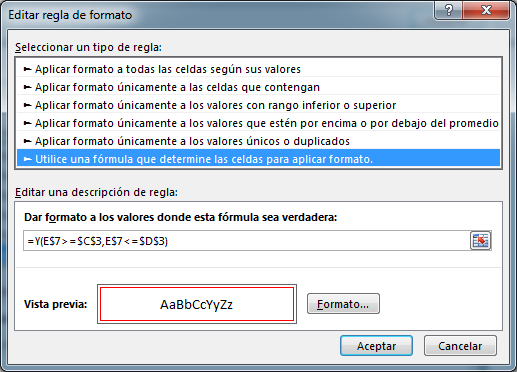 Editar regla de formato
Seleccionar un tipo de regla:
► Aplicar formato a todas las celdas según sus valores
► Aplicar formato únicamente a las celdas que contengan
► Aplicar formato únicamente a los valores con rango inferior o superior
► Aplicar formato únicamente a los valores que estén por encima o por debajo del promedio
► Aplicar formato únicamente a los valores únicos o duplicados
► Utilice una fórmula que determine las celdas para aplicar formato.
Editar una descripción de regla:
Dar formato a los valores donde esta fórmula sea verdadera:
=Y(E$7>=$C$3,E$7<=$D$3)
Vista previa: AaBbCcYyZz Formato...
Aceptar Cancelar